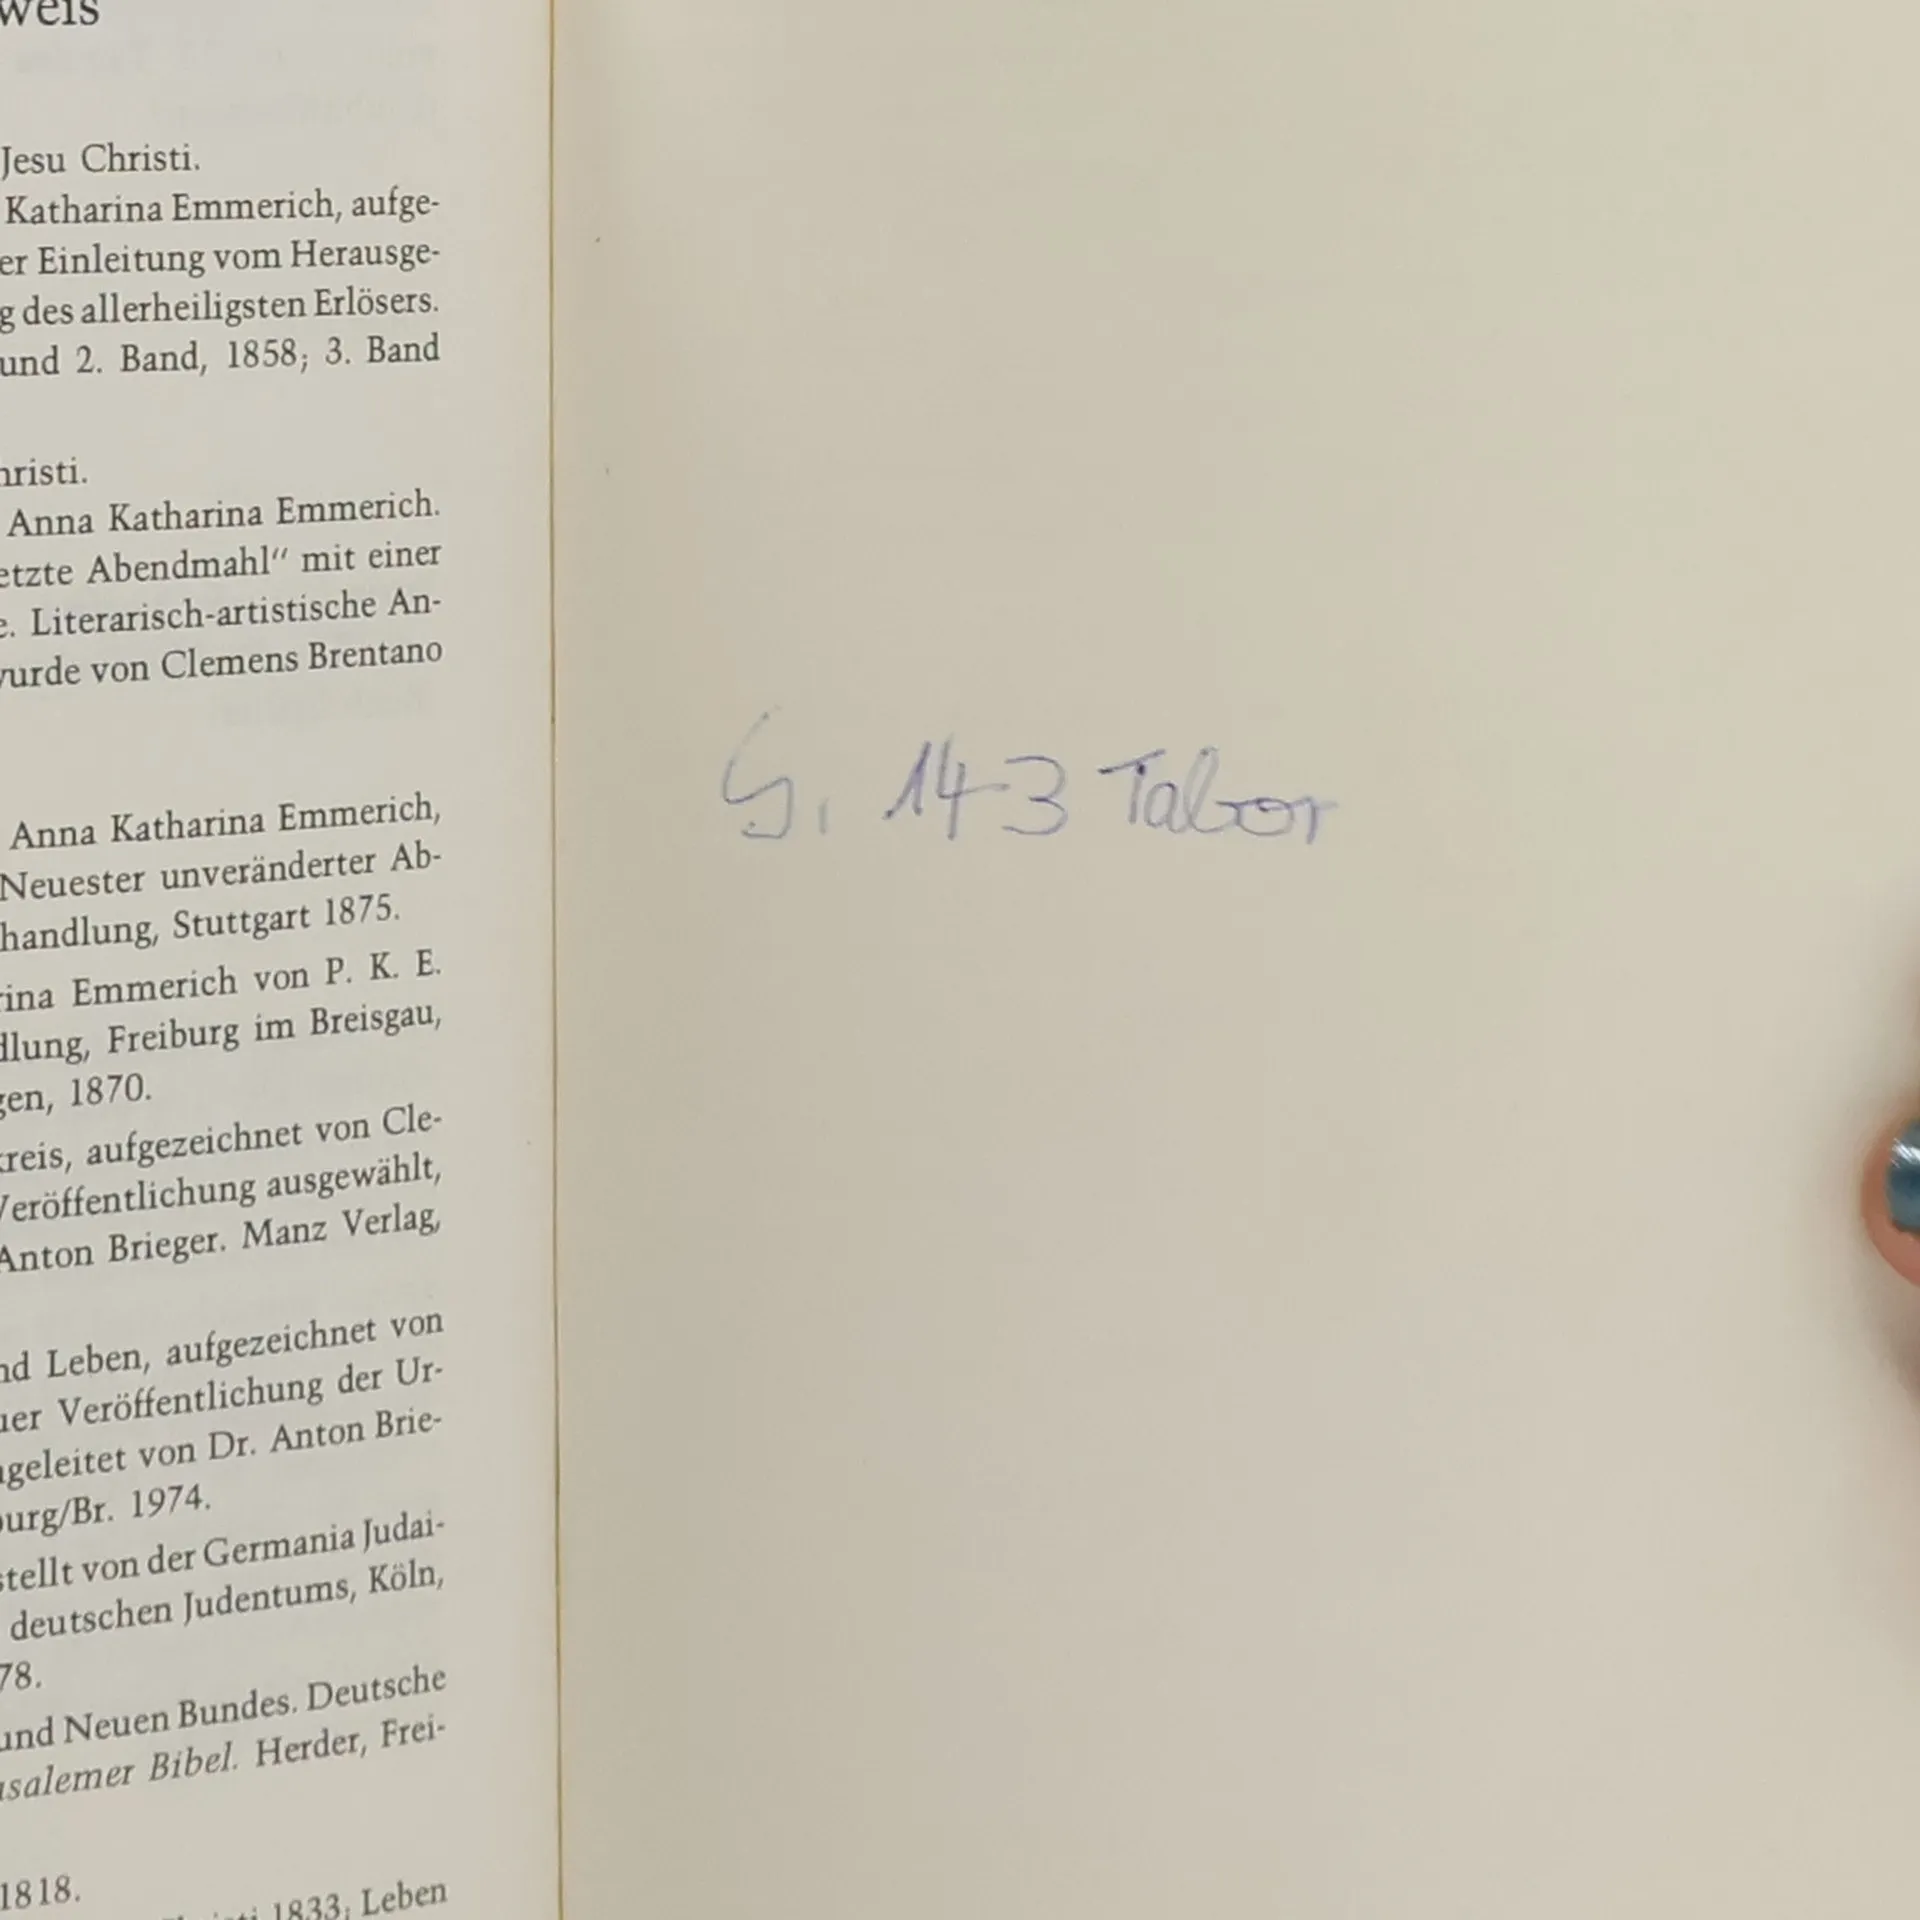 weis
Jesu Christi.
Katharina Emmerich, aufge-
er Einleitung vom Herausge-
g des allerheiligsten Erlösers.
und 2. Band, 1858; 3. Band
hristi.
Anna Katharina Emmerich.
etzte Abendmahl“ mit einer
e. Literarisch-artistische An-
wurde von Clemens Brentano
Anna Katharina Emmerich,
Neuester unveränderter Ab-
handlung, Stuttgart 1875.
rina Emmerich von P. K. E.
dlung, Freiburg im Breisgau,
gen, 1870.
kreis, aufgezeichnet von Cle-
Veröffentlichung ausgewählt,
Anton Brieger. Manz Verlag,
nd Leben, aufgezeichnet von
uer Veröffentlichung der Ur-
ngeleitet von Dr. Anton Brie-
burg/Br. 1974.
stellt von der Germania Judai-
deutschen Judentums, Köln,
78.
und Neuen Bundes. Deutsche
usalemer Bibel. Herder, Frei-
1818.
1833; Leben
S. 143 Tabor